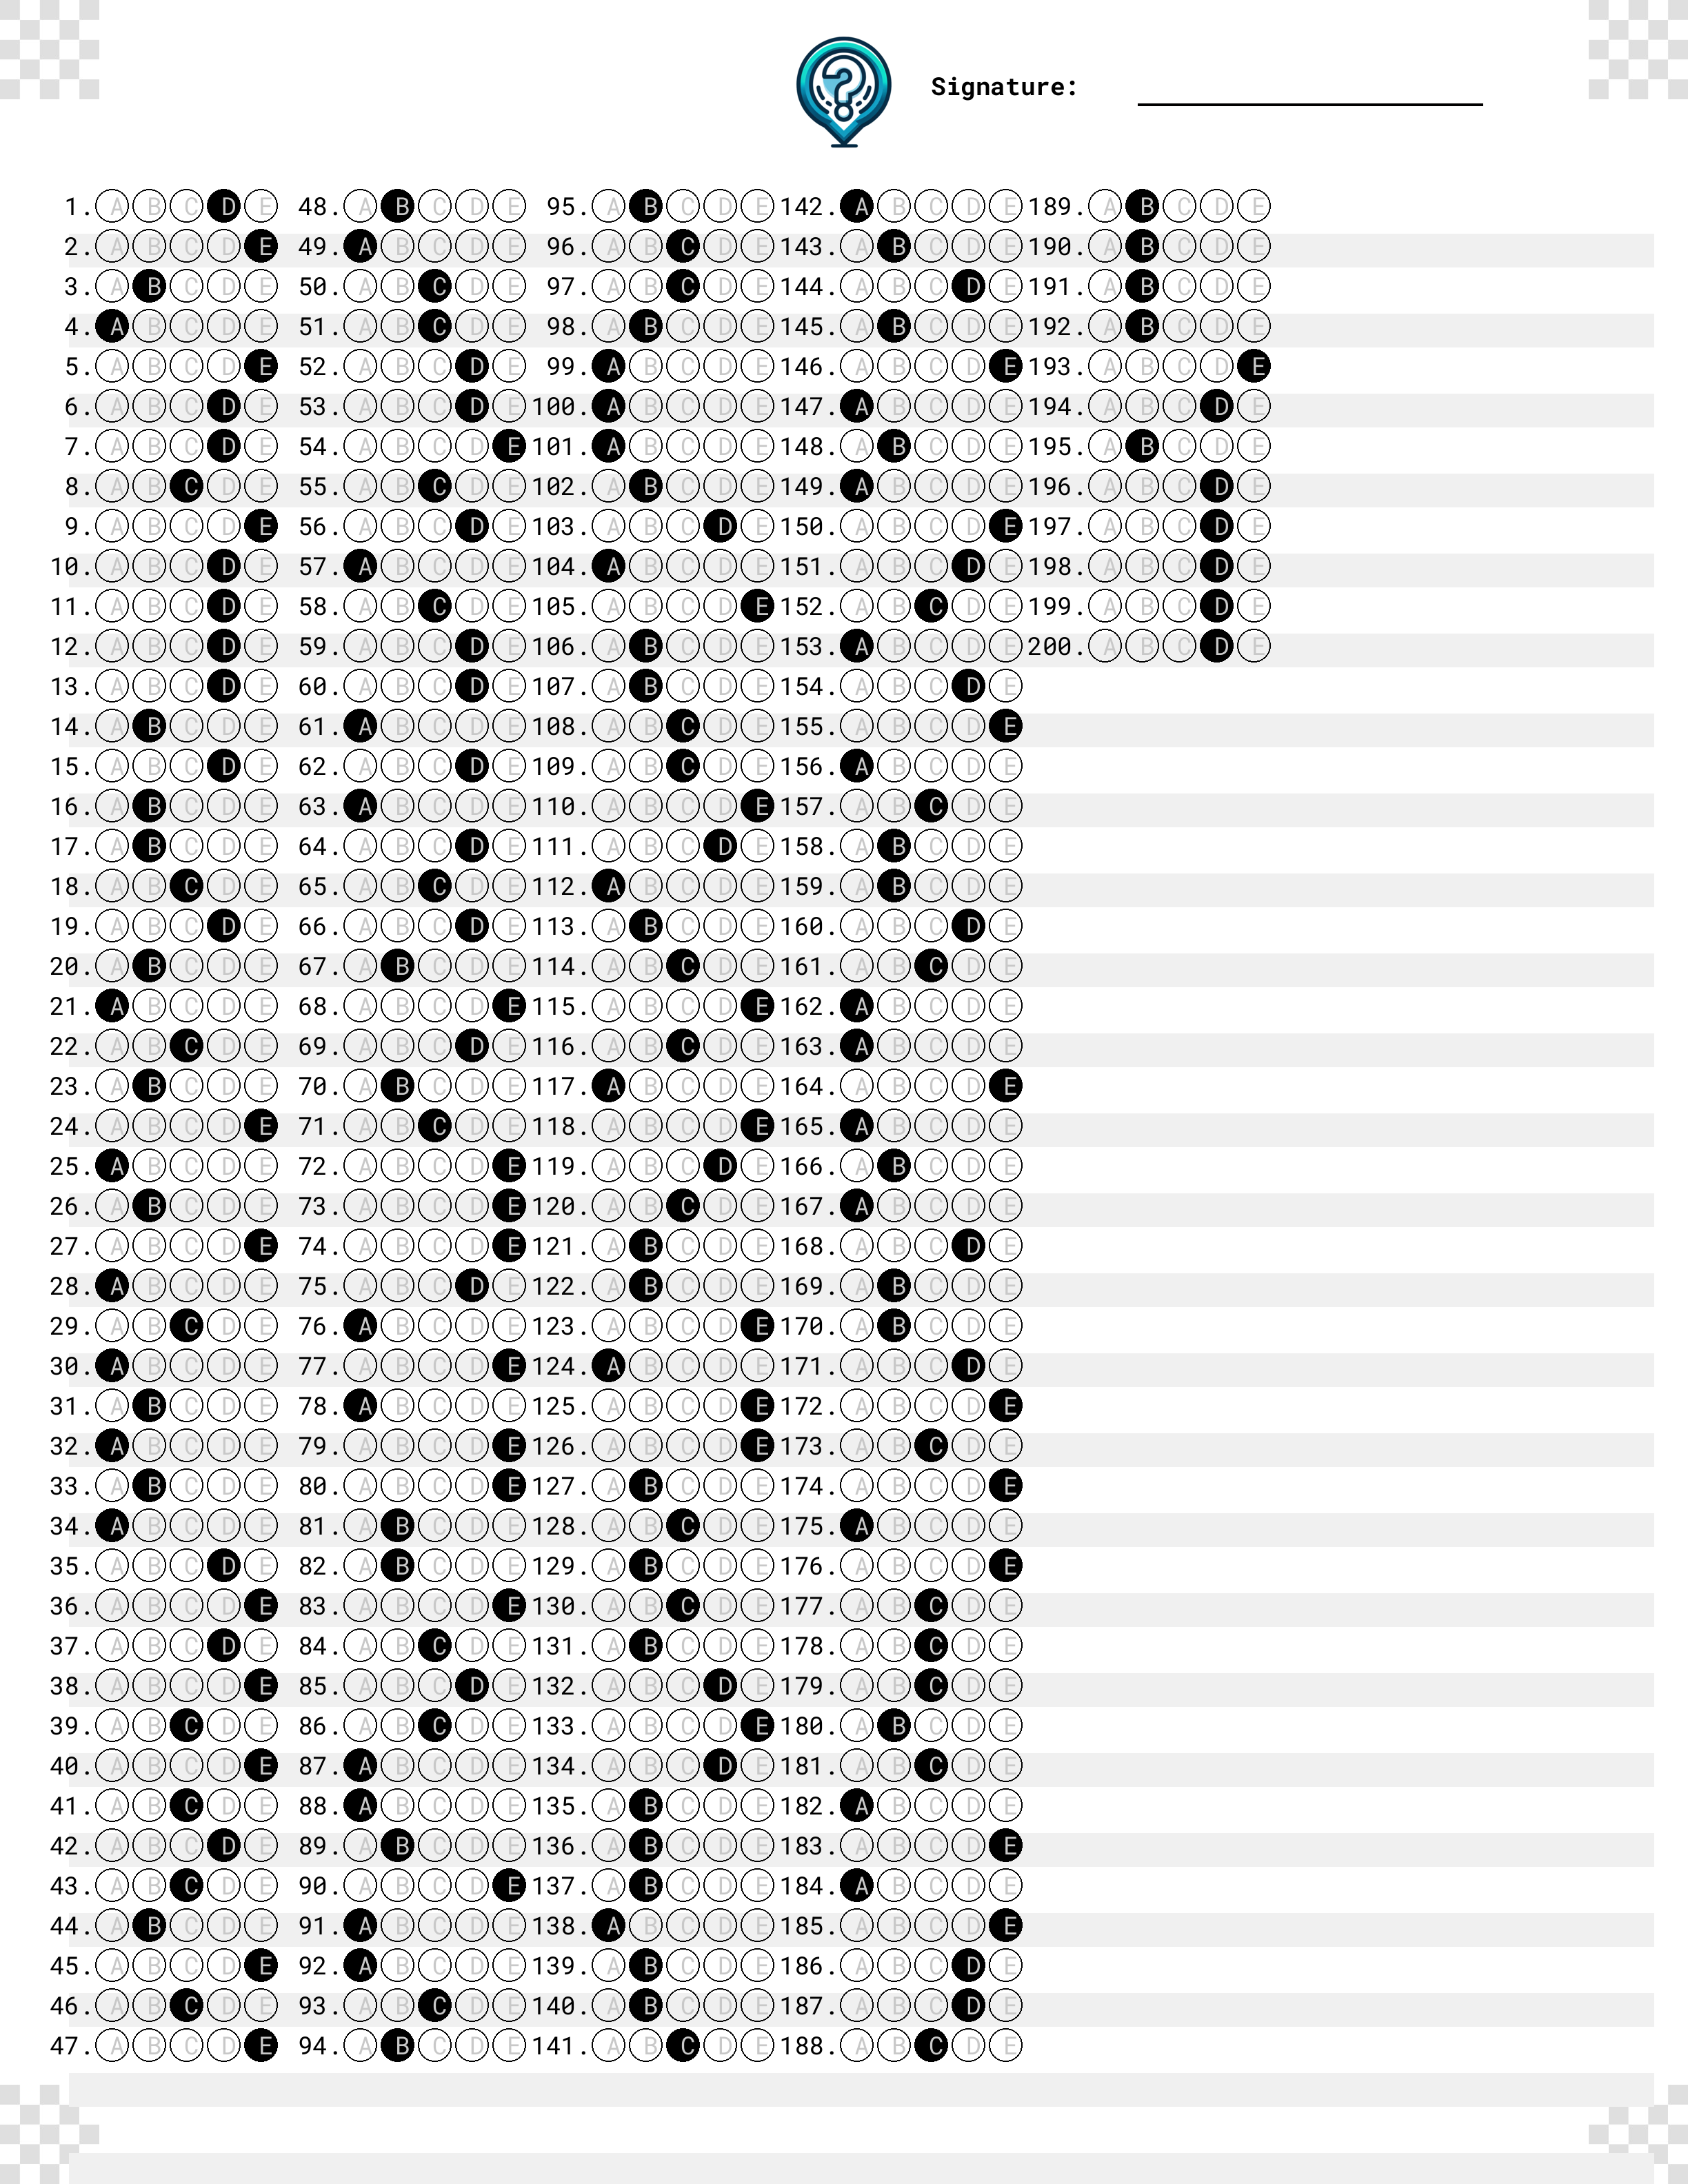 Signature:
1. A B C D E 48. A B C D E 95. A B C D E 142. A B C D E 189. A B C D E
2. A B C D E 49. A B C D E 96. A B C D E 143. A B C D E 190. A B C D E
3. A B C D E 50. A B C D E 97. A B C D E 144. A B C D E 191. A B C D E
4. A B C D E 51. A B C D E 98. A B C D E 145. A B C D E 192. A B C D E
5. A B C D E 52. A B C D E 99. A B C D E 146. A B C D E 193. A B C D E
6. A B C D E 53. A B C D E 100. A B C D E 147. A B C D E 194. A B C D E
7. A B C D E 54. A B C D E 101. A B C D E 148. A B C D E 195. A B C D E
8. A B C D E 55. A B C D E 102. A B C D E 149. A B C D E 196. A B C D E
9. A B C D E 56. A B C D E 103. A B C D E 150. A B C D E 197. A B C D E
10. A B C D E 57. A B C D E 104. A B C D E 151. A B C D E 198. A B C D E
11. A B C D E 58. A B C D E 105. A B C D E 152. A B C D E 199. A B C D E
12. A B C D E 59. A B C D E 106. A B C D E 153. A B C D E 200. A B C D E
13. A B C D E 60. A B C D E 107. A B C D E 154. A B C D E
14. A B C D E 61. A B C D E 108. A B C D E 155. A B C D E
15. A B C D E 62. A B C D E 109. A B C D E 156. A B C D E
16. A B C D E 63. A B C D E 110. A B C D E 157. A B C D E
17. A B C D E 64. A B C D E 111. A B C D E 158. A B C D E
18. A B C D E 65. A B C D E 112. A B C D E 159. A B C D E
19. A B C D E 66. A B C D E 113. A B C D E 160. A B C D E
20. A B C D E 67. A B C D E 114. A B C D E 161. A B C D E
21. A B C D E 68. A B C D E 115. A B C D E 162. A B C D E
22. A B C D E 69. A B C D E 116. A B C D E 163. A B C D E
23. A B C D E 70. A B C D E 117. A B C D E 164. A B C D E
24. A B C D E 71. A B C D E 118. A B C D E 165. A B C D E
25. A B C D E 72. A B C D E 119. A B C D E 166. A B C D E
26. A B C D E 73. A B C D E 120. A B C D E 167. A B C D E
27. A B C D E 74. A B C D E 121. A B C D E 168. A B C D E
28. A B C D E 75. A B C D E 122. A B C D E 169. A B C D E
29. A B C D E 76. A B C D E 123. A B C D E 170. A B C D E
30. A B C D E 77. A B C D E 124. A B C D E 171. A B C D E
31. A B C D E 78. A B C D E 125. A B C D E 172. A B C D E
32. A B C D E 79. A B C D E 126. A B C D E 173. A B C D E
33. A B C D E 80. A B C D E 127. A B C D E 174. A B C D E
34. A B C D E 81. A B C D E 128. A B C D E 175. A B C D E
35. A B C D E 82. A B C D E 129. A B C D E 176. A B C D E
36. A B C D E 83. A B C D E 130. A B C D E 177. A B C D E
37. A B C D E 84. A B C D E 131. A B C D E 178. A B C D E
38. A B C D E 85. A B C D E 132. A B C D E 179. A B C D E
39. A B C D E 86. A B C D E 133. A B C D E 180. A B C D E
40. A B C D E 87. A B C D E 134. A B C D E 181. A B C D E
41. A B C D E 88. A B C D E 135. A B C D E 182. A B C D E
42. A B C D E 89. A B C D E 136. A B C D E 183. A B C D E
43. A B C D E 90. A B C D E 137. A B C D E 184. A B C D E
44. A B C D E 91. A B C D E 138. A B C D E 185. A B C D E
45. A B C D E 92. A B C D E 139. A B C D E 186. A B C D E
46. A B C D E 93. A B C D E 140. A B C D E 187. A B C D E
47. A B C D E 94. A B C D E 141. A B C D E 188. A B C D E